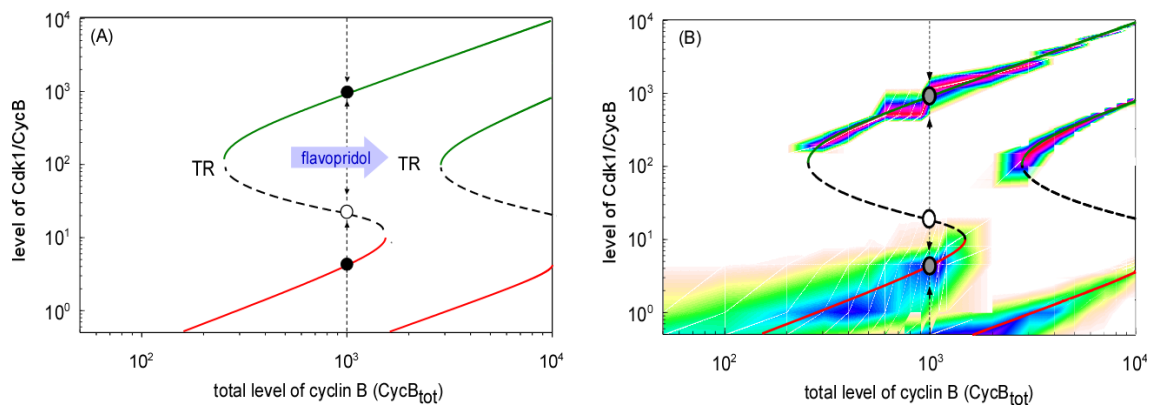 (A)
10^4
10^3
10^2
10^1
10^0
level of Cdk1/CycB
TR
flavopridol
TR
10^2
10^3
10^4
total level of cyclin B (CycB_tot)
(B)
10^4
10^3
10^2
10^1
10^0
level of Cdk1/CycB
10^2
10^3
10^4
total level of cyclin B (CycB_tot)